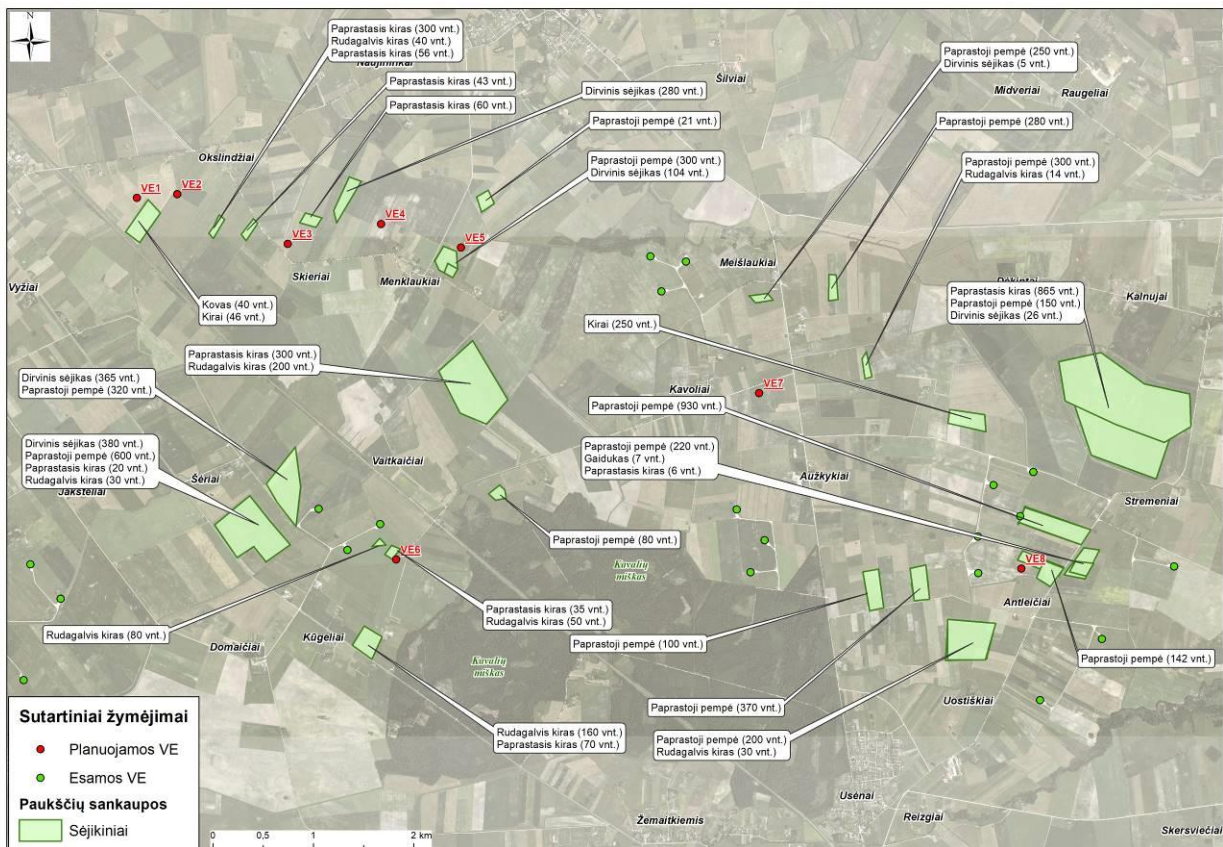 N
Paprastasis kiras (300 vnt.)
Rudagalvis kiras (40 vnt.)
Paprastasis kiras (56 vnt.)
Naujininkai
Paprastasis kiras (43 vnt.)
Paprastasis kiras (60 vnt.)
Dirvinis sėjikas (280 vnt.)
Šilviai
Paprastoji pempė (250 vnt.)
Dirvinis sėjikas (5 vnt.)
Midveriai
Raugeliai
Paprastoji pempė (21 vnt.)
Paprastoji pempė (280 vnt.)
Okslindžiai
Paprastoji pempė (300 vnt.)
Dirvinis sėjikas (104 vnt.)
Paprastoji pempė (300 vnt.)
Rudagalvis kiras (14 vnt.)
VE1
VE2
VE4
VE3
VE5
Skieriai
Menklaukiai
Meišlaukiai
Vyžiai
Kalnujai
Kovas (40 vnt.)
Kirai (46 vnt.)
Paprastasis kiras (865 vnt.)
Paprastoji pempė (150 vnt.)
Dirvinis sėjikas (26 vnt.)
Kirai (250 vnt.)
Paprastasis kiras (300 vnt.)
Rudagalvis kiras (200 vnt.)
Dirvinis sėjikas (365 vnt.)
Paprastoji pempė (320 vnt.)
Kavoliai
VE7
Paprastoji pempė (930 vnt.)
Dirvinis sėjikas (380 vnt.)
Paprastoji pempė (600 vnt.)
Paprastasis kiras (20 vnt.)
Rudagalvis kiras (30 vnt.)
Paprastoji pempė (220 vnt.)
Gaidukas (7 vnt.)
Paprastasis kiras (6 vnt.)
Vaitkaičiai
Šėriai
Aužkykiai
Jakšteliai
Stremeniai
Paprastoji pempė (80 vnt.)
VE6
Kuvalių
miškas
VE8
Antleičiai
Paprastasis kiras (35 vnt.)
Rudagalvis kiras (50 vnt.)
Rudagalvis kiras (80 vnt.)
Kūgeliai
Domaičiai
Paprastoji pempė (100 vnt.)
Kuvalių
miškas
Paprastoji pempė (142 vnt.)
Uostiškiai
Paprastoji pempė (370 vnt.)
Rudagalvis kiras (160 vnt.)
Paprastasis kiras (70 vnt.)
Paprastoji pempė (200 vnt.)
Rudagalvis kiras (30 vnt.)
Usėnai
Reizgiai
Žemaitkiemis
Skersviečiai
Sutartiniai žymėjimai
Planuojamos VE
Esamos VE
Paukščių sankaupos
Sėjikiniai
0 0,5 1 2 km